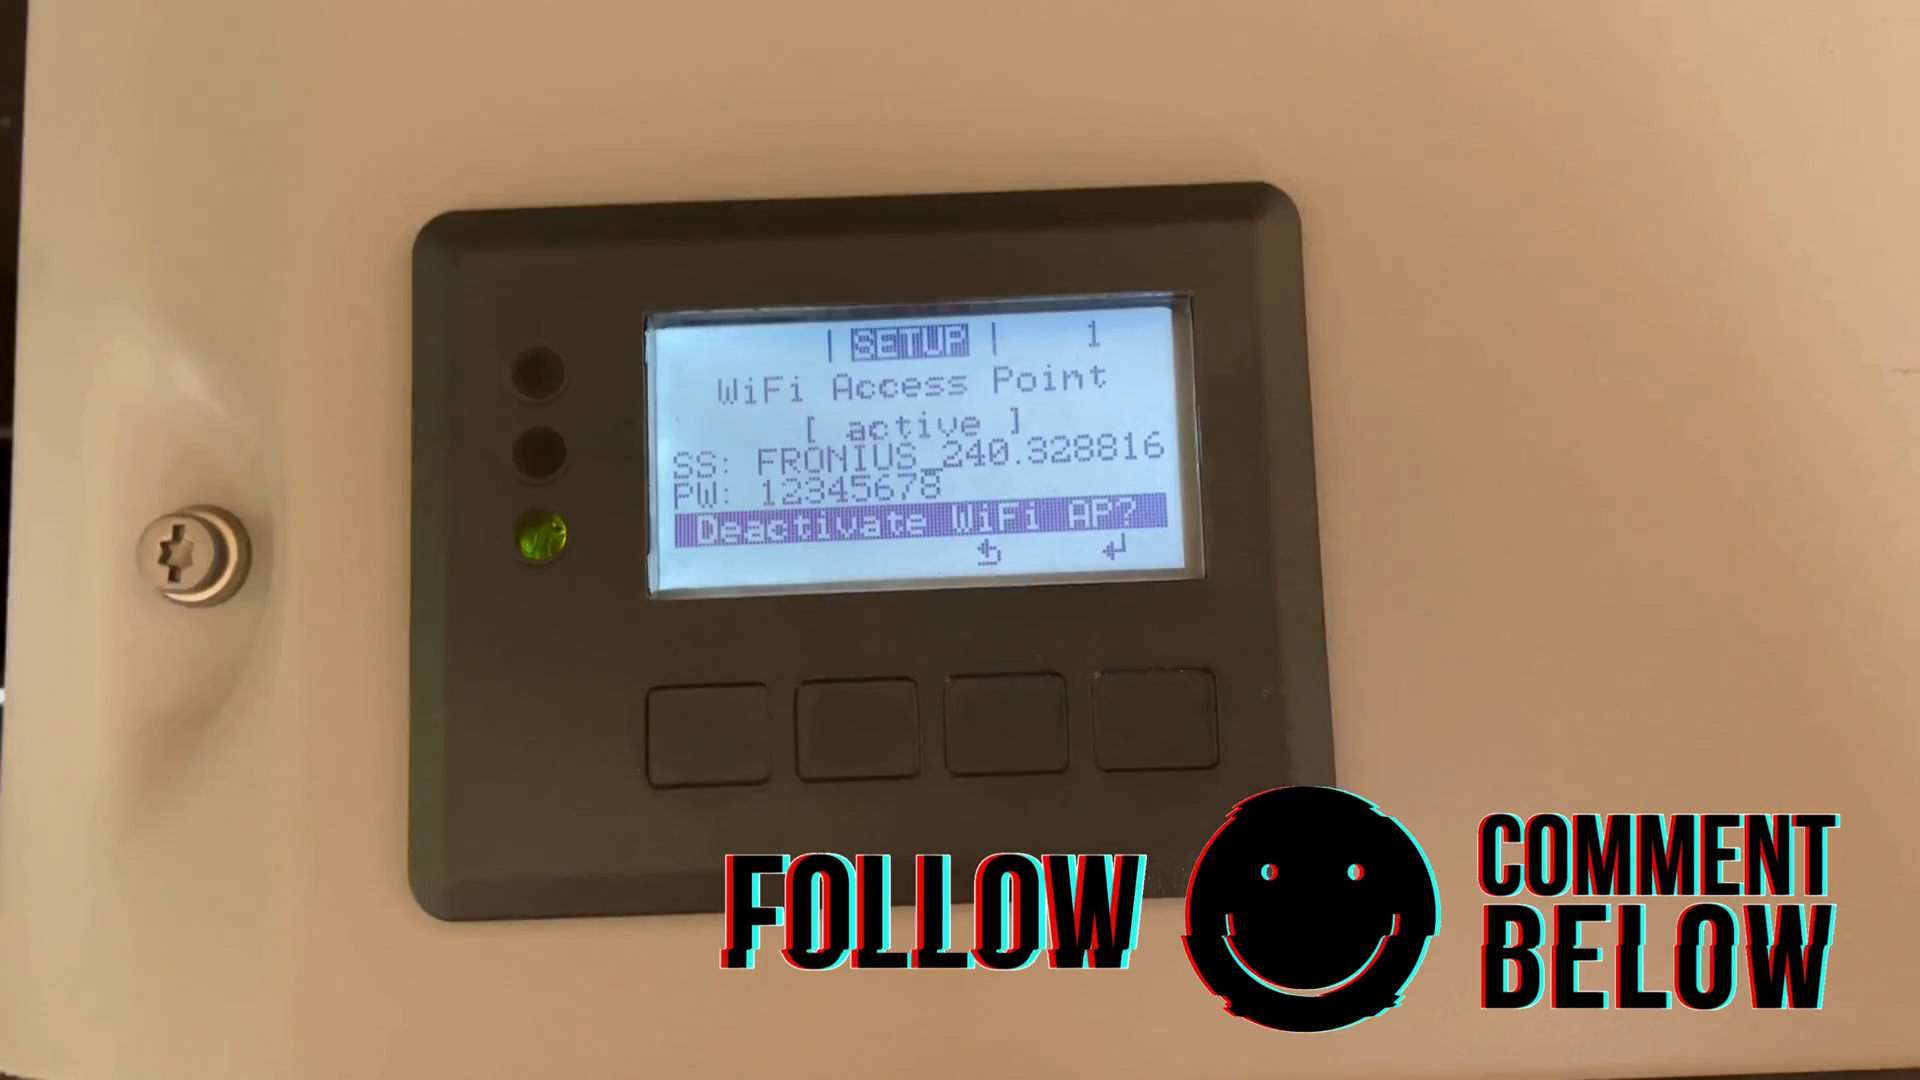 | SETUP | 1
WiFi Access Point
[ active ]
SS: FRONIUS_240.328816
PW: 12345678
Deactivate WiFi AP?
FOLLOW
COMMENT
BELOW